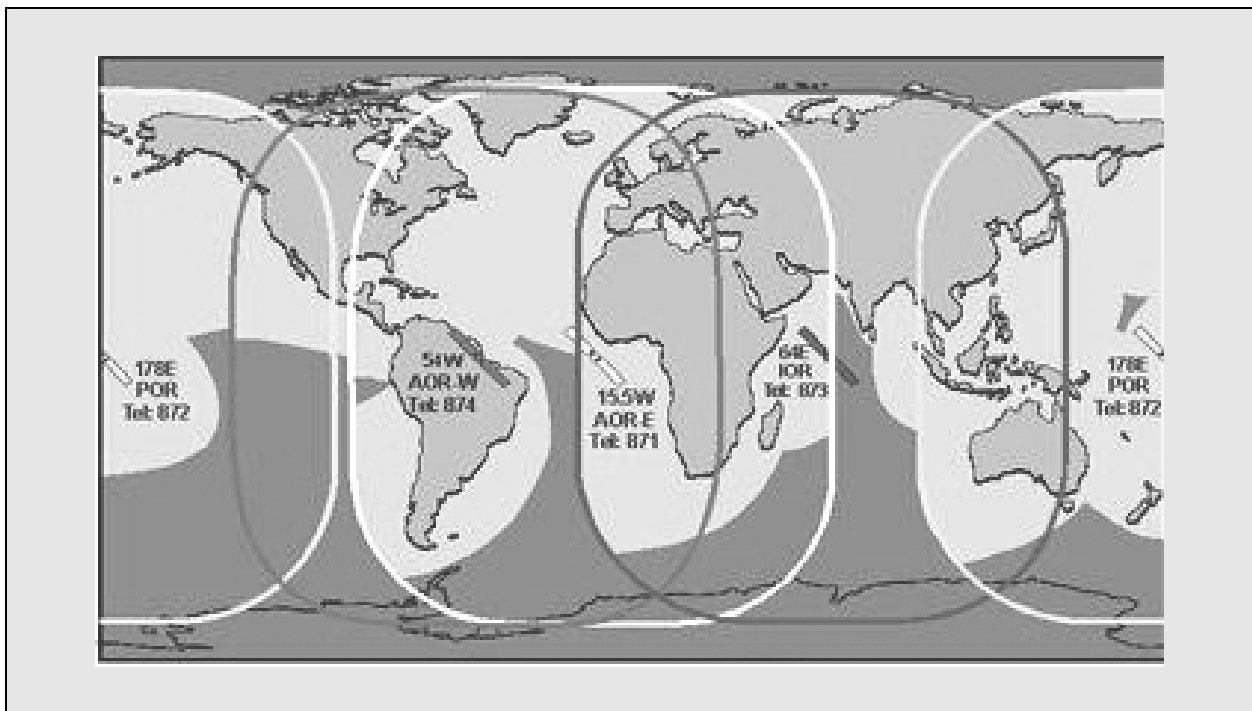 178E
POR
Tel: 872
54W
AOR-W
Tel: 874
15.5W
AOR-E
Tel: 871
64E
IOR
Tel: 873
178E
POR
Tel: 872